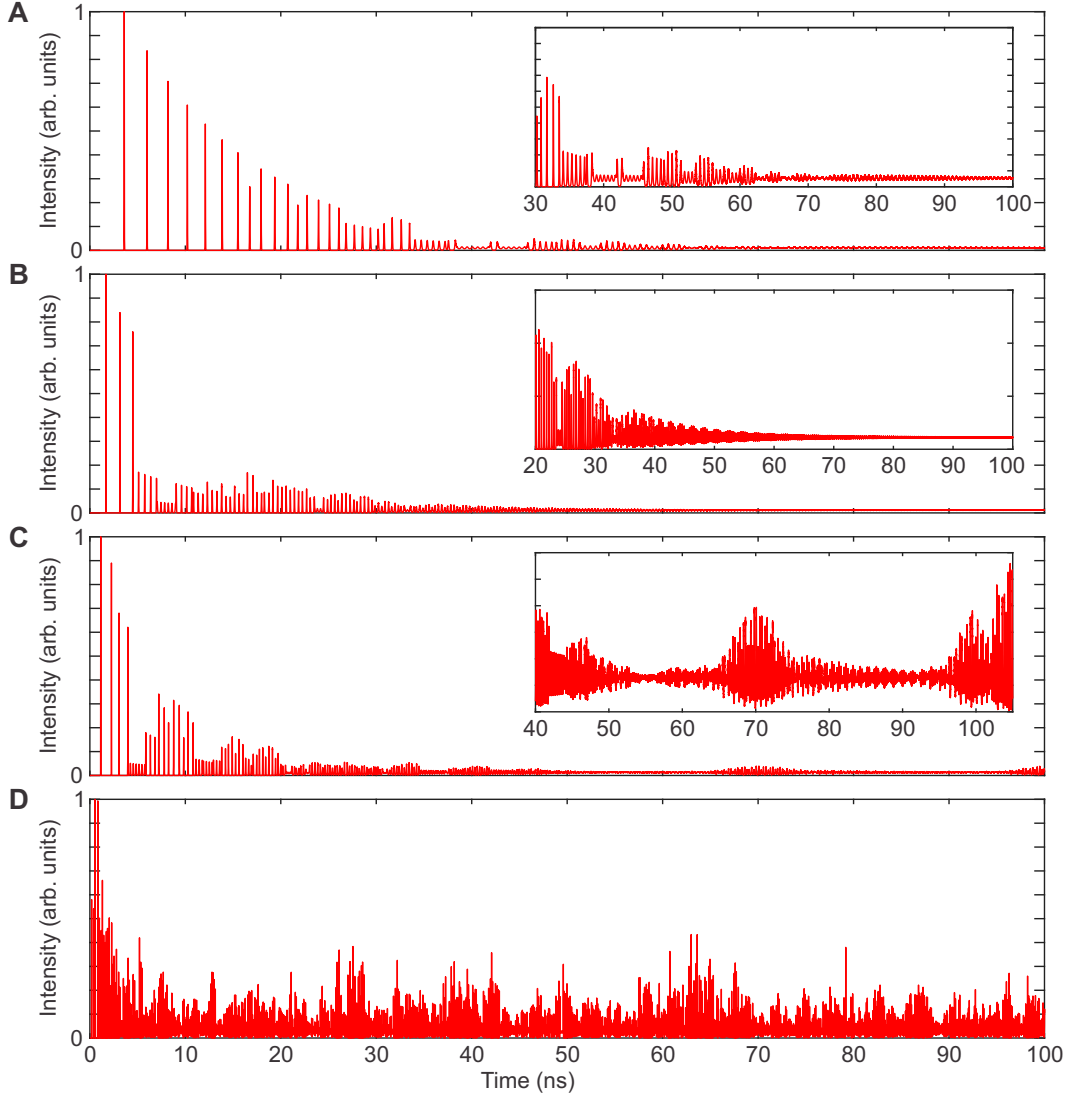 A
1
Intensity (arb. units)
0
30 40 50 60 70 80 90 100
B
1
Intensity (arb. units)
0
20 30 40 50 60 70 80 90 100
C
1
Intensity (arb. units)
0
40 50 60 70 80 90 100
D
1
Intensity (arb. units)
0
0 10 20 30 40 50 60 70 80 90 100
Time (ns)